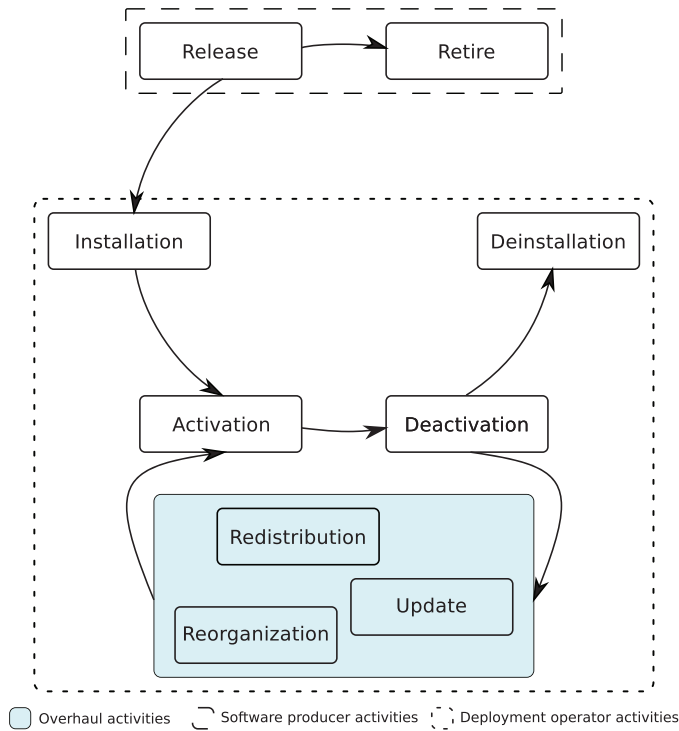 Release
Retire
Installation
Deinstallation
Activation
Deactivation
Redistribution
Update
Reorganization
Overhaul activities
Software producer activities
Deployment operator activities